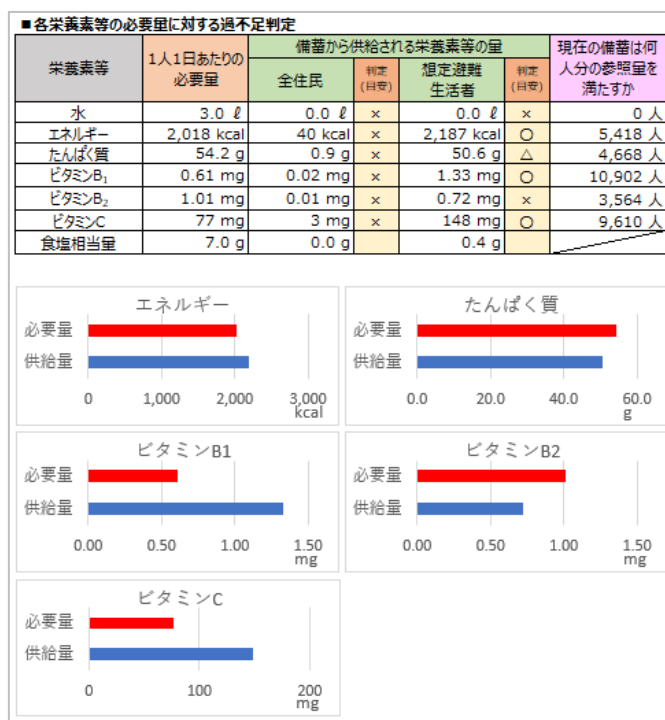 ■各栄養素等の必要量に対する過不足判定
栄養素等 1人1日あたりの必要量 備蓄から供給される栄養素等の量 現在の備蓄は何人分の参照量を満たすか
全住民 判定(目安) 想定避難生活者 判定(目安)
水 3.0 ℓ 0.0 ℓ × 0.0 ℓ × 0 人
エネルギー 2,018 kcal 40 kcal × 2,187 kcal ○ 5,418 人
たんぱく質 54.2 g 0.9 g × 50.6 g △ 4,668 人
ビタミンB₁ 0.61 mg 0.02 mg × 1.33 mg ○ 10,902 人
ビタミンB₂ 1.01 mg 0.01 mg × 0.72 mg × 3,564 人
ビタミンC 77 mg 3 mg × 148 mg ○ 9,610 人
食塩相当量 7.0 g 0.0 g 0.4 g
エネルギー
必要量
供給量
0 1,000 2,000 3,000
kcal
たんぱく質
必要量
供給量
0.0 20.0 40.0 60.0
g
ビタミンB1
必要量
供給量
0.00 0.50 1.00 1.50
mg
ビタミンB2
必要量
供給量
0.00 0.50 1.00 1.50
mg
ビタミンC
必要量
供給量
0 100 200
mg